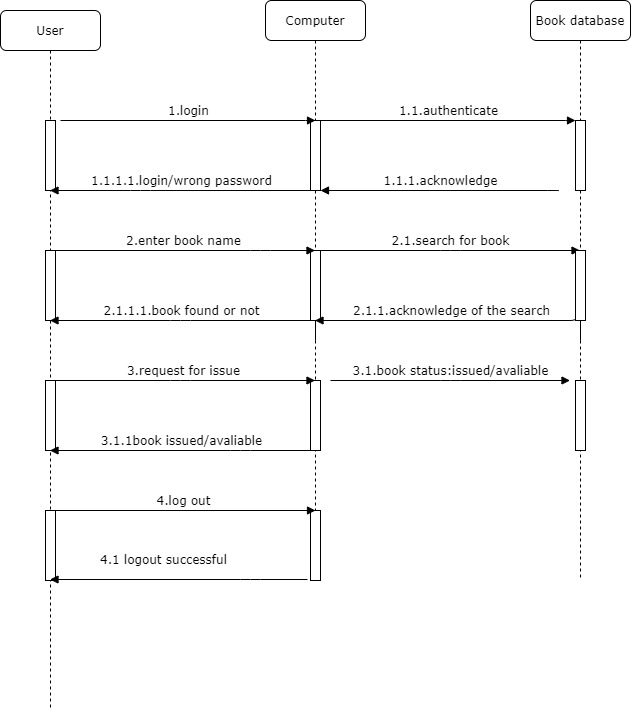 User
Computer
Book database
1.login
1.1.authenticate
1.1.1.1.login/wrong password
1.1.1.acknowledge
2.enter book name
2.1.search for book
2.1.1.1.book found or not
2.1.1.acknowledge of the search
3.request for issue
3.1.book status:issued/avaliable
3.1.1book issued/avaliable
4.log out
4.1 logout successful